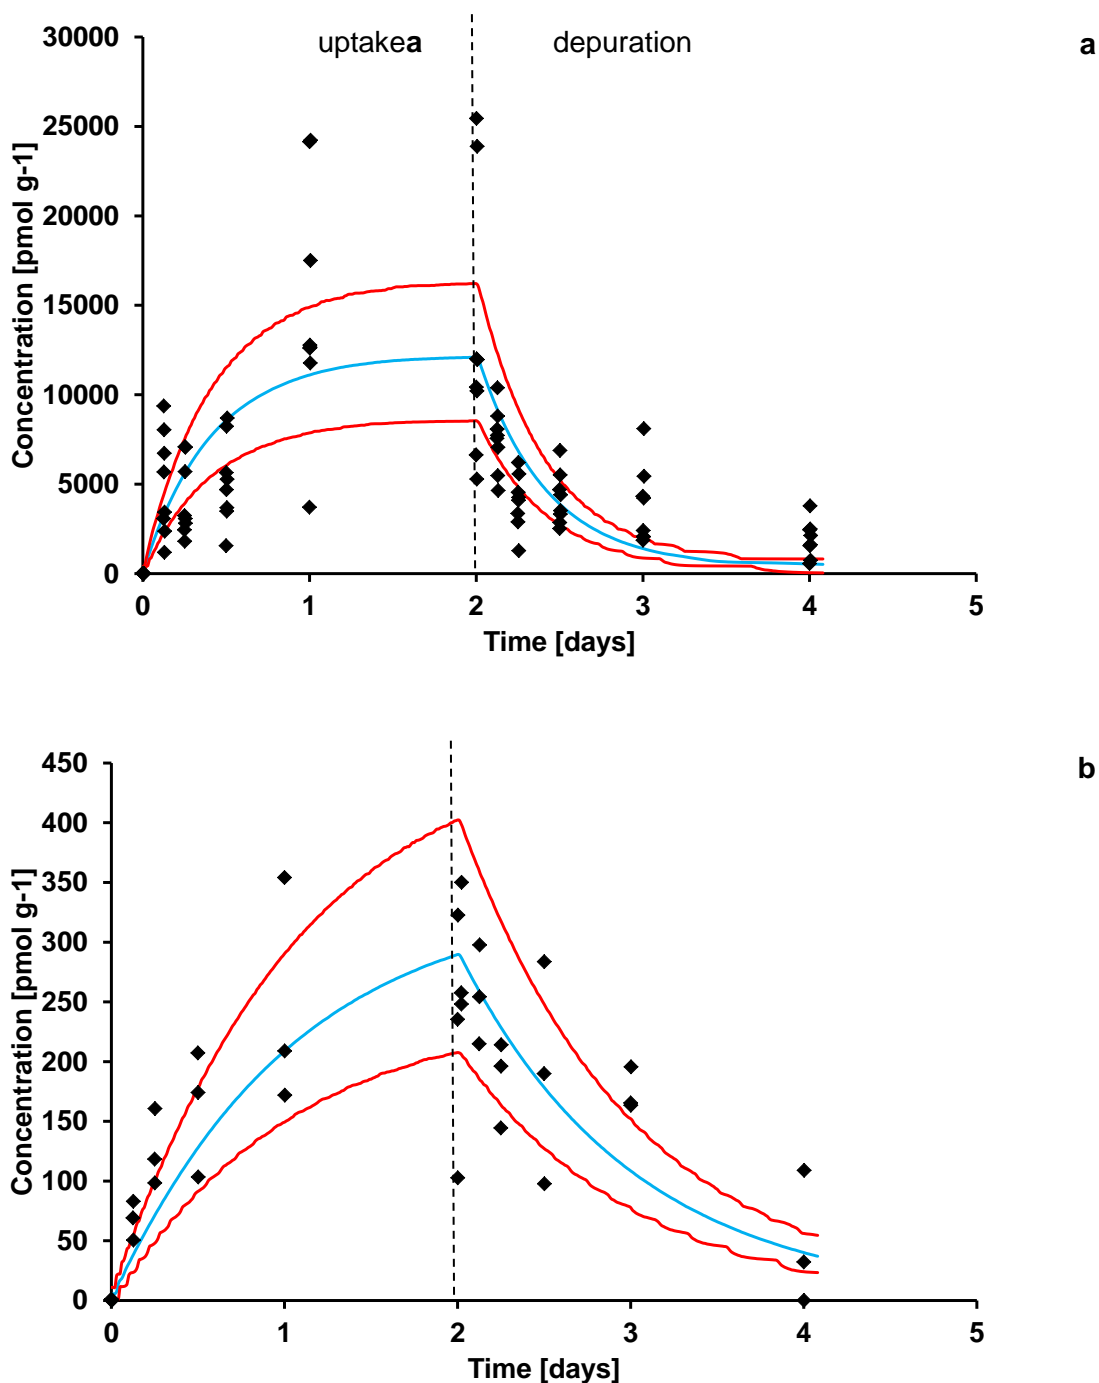 uptakea depuration a
30000
25000
20000
15000
10000
5000
0
Concentration [pmol g-1]
0 1 2 3 4 5
Time [days]
b
450
400
350
300
250
200
150
100
50
0
Concentration [pmol g-1]
0 1 2 3 4 5
Time [days]